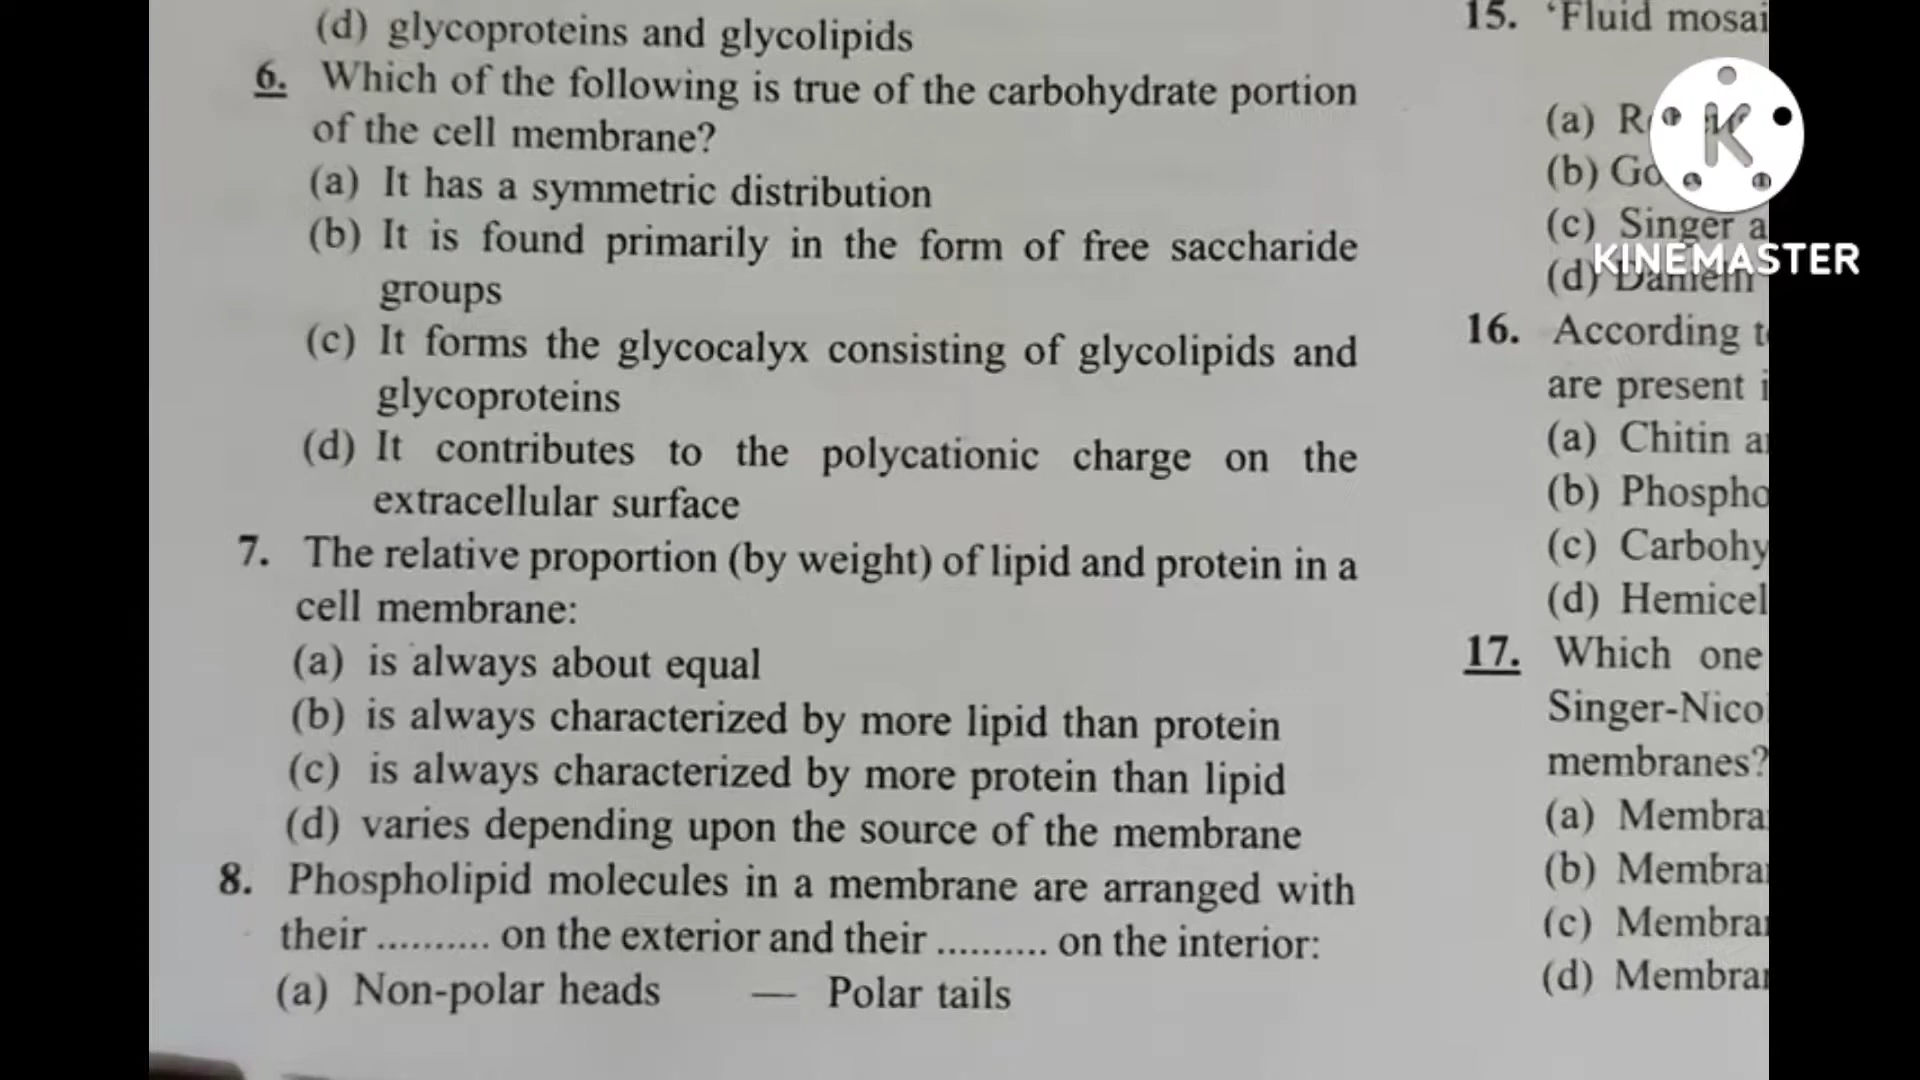 (d) glycoproteins and glycolipids
6. Which of the following is true of the carbohydrate portion
of the cell membrane?
(a) It has a symmetric distribution
(b) It is found primarily in the form of free saccharide
groups
(c) It forms the glycocalyx consisting of glycolipids and
glycoproteins
(d) It contributes to the polycationic charge on the
extracellular surface
7. The relative proportion (by weight) of lipid and protein in a
cell membrane:
(a) is always about equal
(b) is always characterized by more lipid than protein
(c) is always characterized by more protein than lipid
(d) varies depending upon the source of the membrane
8. Phospholipid molecules in a membrane are arranged with
their .......... on the exterior and their .......... on the interior:
(a) Non-polar heads — Polar tails
15. 'Fluid mosai
(a) R
(b) Go
(c) Singer a
(d)
16. According t
are present i
(a) Chitin a
(b) Phospho
(c) Carbohy
(d) Hemicel
17. Which one
Singer-Nico
membranes?
(a) Membra
(b) Membra
(c) Membra
(d) Membra
K
KINEMASTER